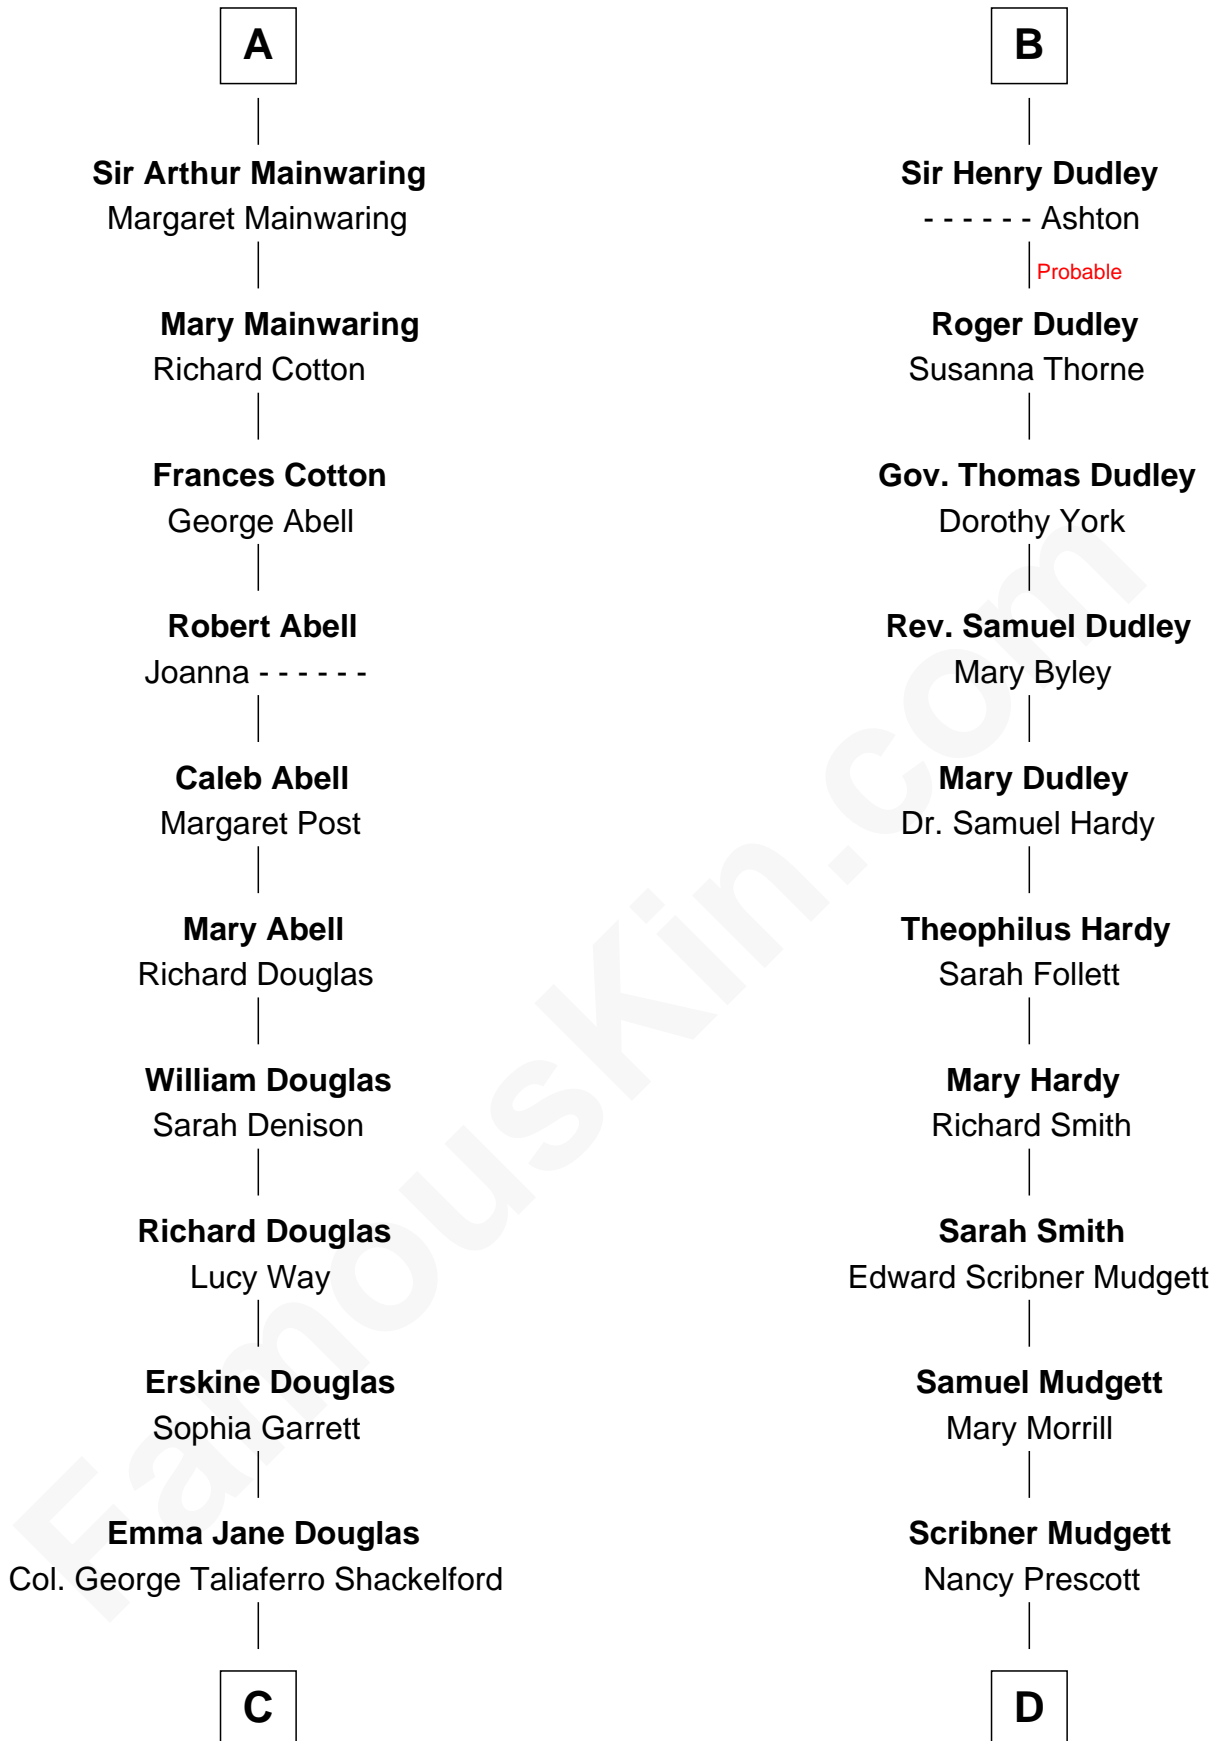 A
Sir Arthur Mainwaring
Margaret Mainwaring
Mary Mainwaring
Richard Cotton
Frances Cotton
George Abell
Robert Abell
Joanna - - - - - -
Caleb Abell
Margaret Post
Mary Abell
Richard Douglas
William Douglas
Sarah Denison
Richard Douglas
Lucy Way
Erskine Douglas
Sophia Garrett
Emma Jane Douglas
Col. George Taliaferro Shackelford
C
B
Sir Henry Dudley
- - - - - - Ashton
Probable
Roger Dudley
Susanna Thorne
Gov. Thomas Dudley
Dorothy York
Rev. Samuel Dudley
Mary Byley
Mary Dudley
Dr. Samuel Hardy
Theophilus Hardy
Sarah Follett
Mary Hardy
Richard Smith
Sarah Smith
Edward Scribner Mudgett
Samuel Mudgett
Mary Morrill
Scribner Mudgett
Nancy Prescott
D
FamousKin.com